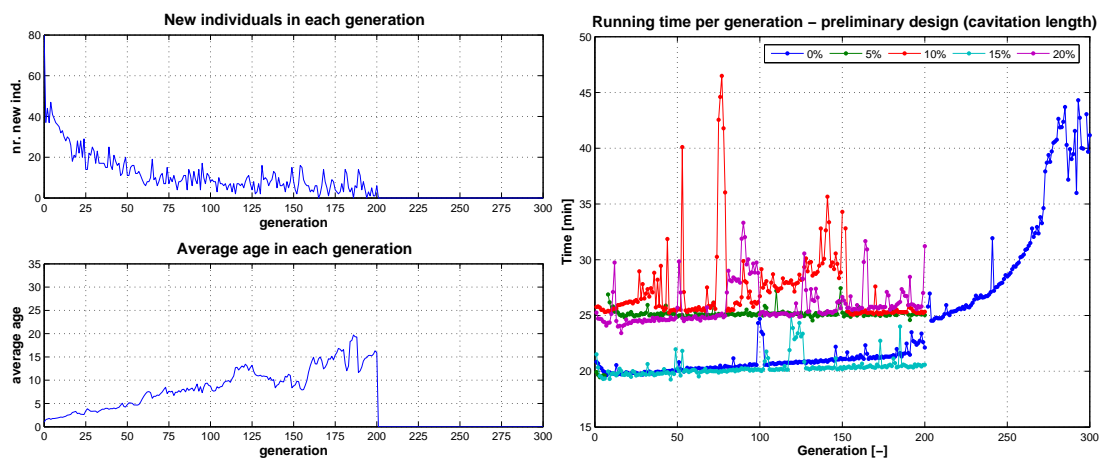 New individuals in each generation
80
60
40
20
0
nr. new ind.
0 25 50 75 100 125 150 175 200 225 250 275 300
generation
Average age in each generation
35
30
25
20
15
10
5
0
average age
0 25 50 75 100 125 150 175 200 225 250 275 300
generation
Running time per generation – preliminary design (cavitation length)
0% 5% 10% 15% 20%
50
45
40
35
30
25
20
15
Time [min]
0 50 100 150 200 250 300
Generation [–]